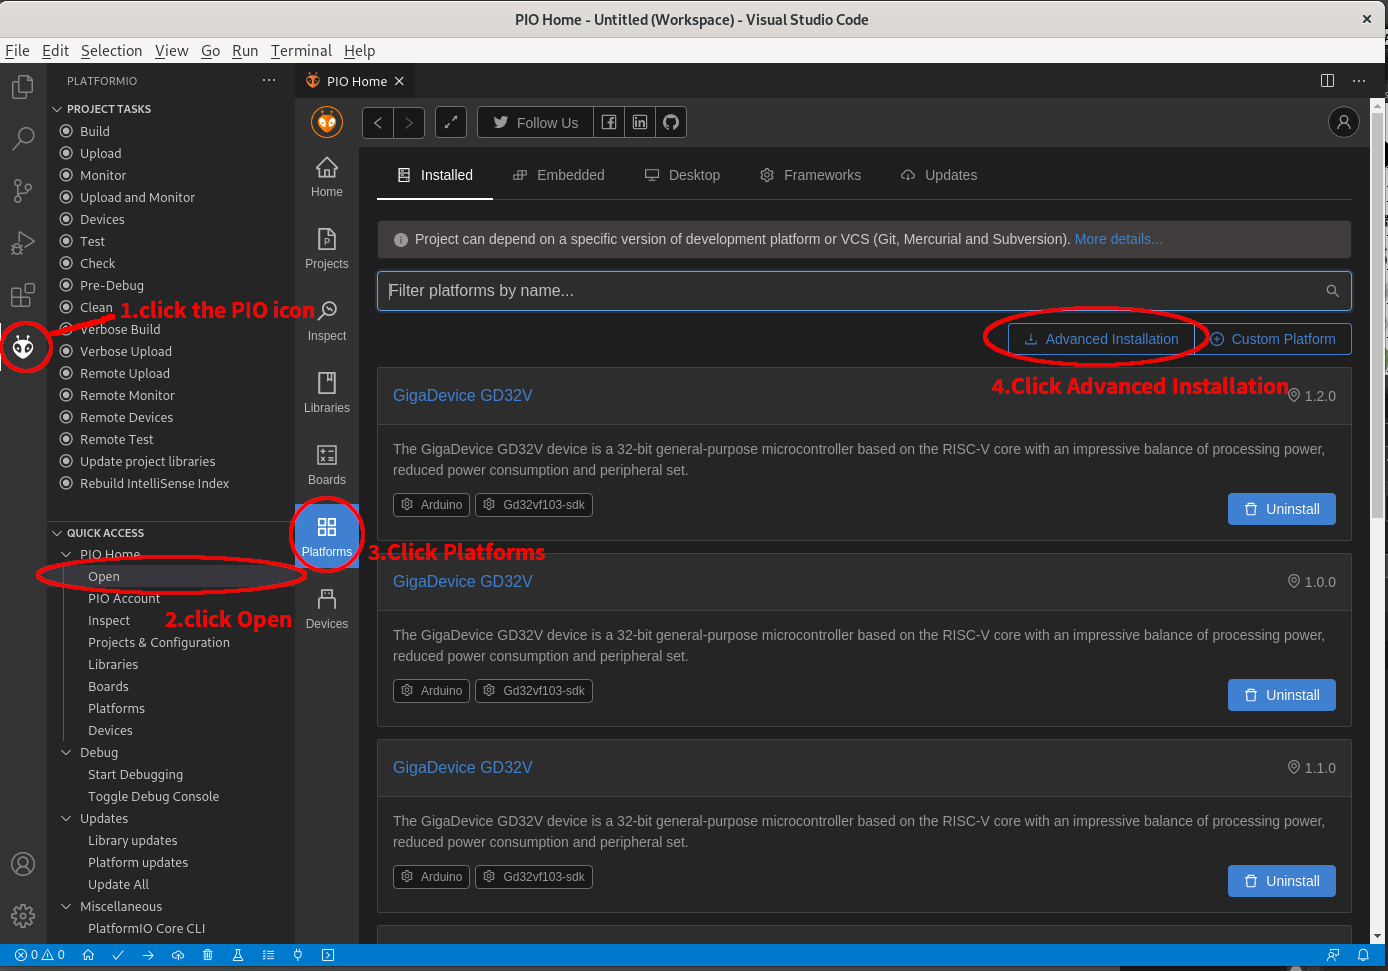 PIO Home - Untitled (Workspace) - Visual Studio Code
File Edit Selection View Go Run Terminal Help
PLATFORMIO
PROJECT TASKS
Build
Upload
Monitor
Upload and Monitor
Devices
Test
Check
Pre-Debug
Clean
Verbose Build
Verbose Upload
Remote Upload
Remote Monitor
Remote Devices
Remote Test
Update project libraries
Rebuild IntelliSense Index
1.click the PIO icon
QUICK ACCESS
PIO Home
Open
PIO Account
2.click Open
Inspect
Projects & Configuration
Libraries
Boards
Platforms
Devices
Debug
Start Debugging
Toggle Debug Console
Updates
Library updates
Platform updates
Update All
Miscellaneous
PlatformIO Core CLI
PIO Home
Follow Us
Home
Projects
Inspect
Libraries
Boards
Platforms
3.Click Platforms
Devices
Installed Embedded Desktop Frameworks Updates
Project can depend on a specific version of development platform or VCS (Git, Mercurial and Subversion). More details...
Filter platforms by name...
Advanced Installation Custom Platform
4.Click Advanced Installation
GigaDevice GD32V 1.2.0
The GigaDevice GD32V device is a 32-bit general-purpose microcontroller based on the RISC-V core with an impressive balance of processing power,
reduced power consumption and peripheral set.
Arduino Gd32vf103-sdk
Uninstall
GigaDevice GD32V 1.0.0
The GigaDevice GD32V device is a 32-bit general-purpose microcontroller based on the RISC-V core with an impressive balance of processing power,
reduced power consumption and peripheral set.
Arduino Gd32vf103-sdk
Uninstall
GigaDevice GD32V 1.1.0
The GigaDevice GD32V device is a 32-bit general-purpose microcontroller based on the RISC-V core with an impressive balance of processing power,
reduced power consumption and peripheral set.
Arduino Gd32vf103-sdk
Uninstall
0 0